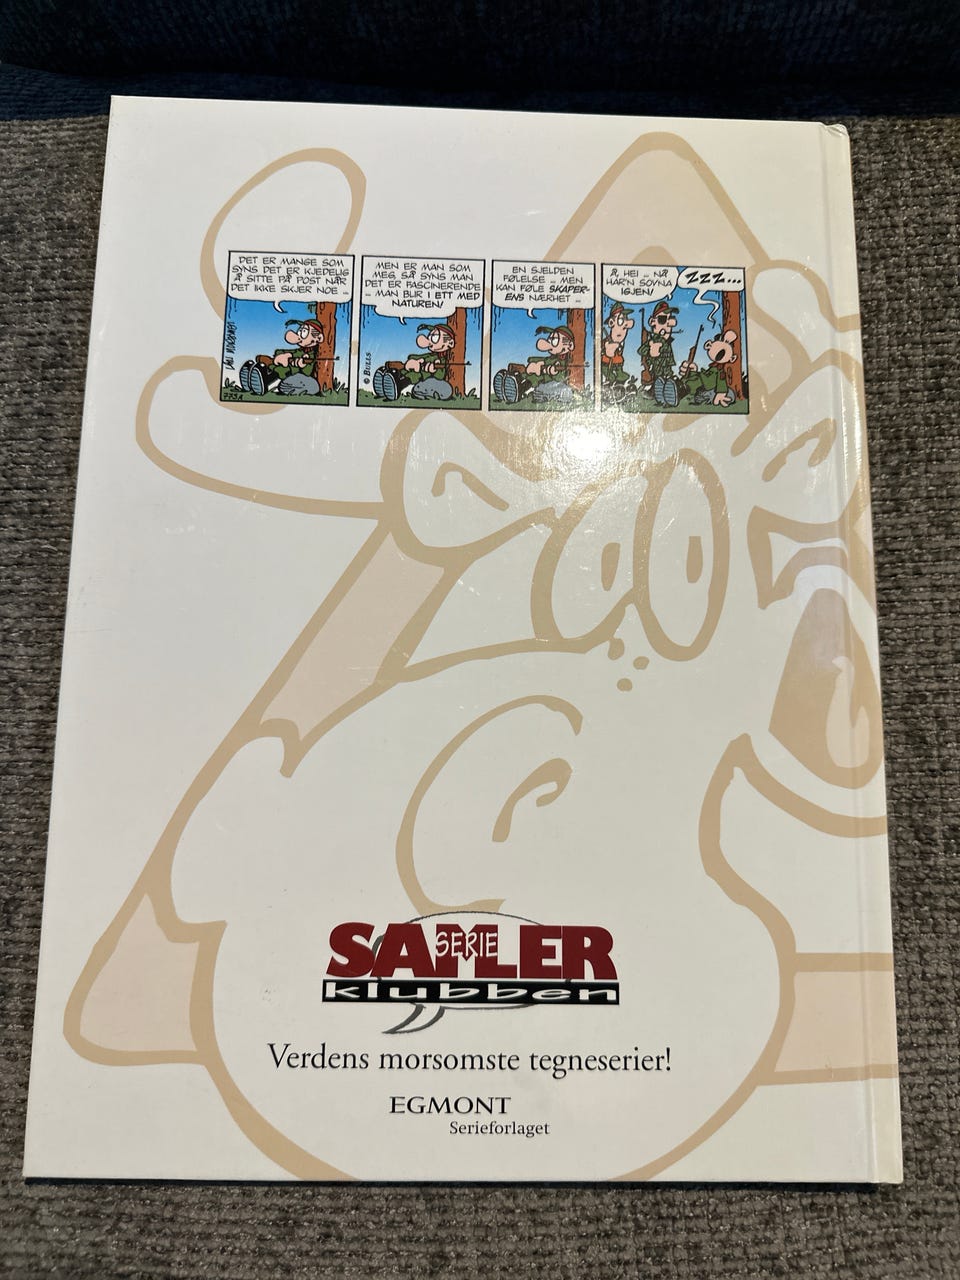 DET ER MANGE SOM
SYNS DET ER KJEDELIG
Å SITTE PÅ POST NÅR
DET IKKE SKJER NOE ..
MEN ER MAN SOM
MEG, SÅ SYNS MAN
DET ER FASCINERENDE
.. MAN BLIR I ETT MED
NATUREN!
EN SJELDEN
FØLELSE .. MEN
KAN FØLE SKAPER-
ENS NÆRHET ..
Å, HEI .. NÅ
HAR'N SOVNA
IGJEN!
ZZZ...
© BULLS
7331
SERIE
SAMLER
klubben
Verdens morsomste tegneserier!
EGMONT
Serieforlaget